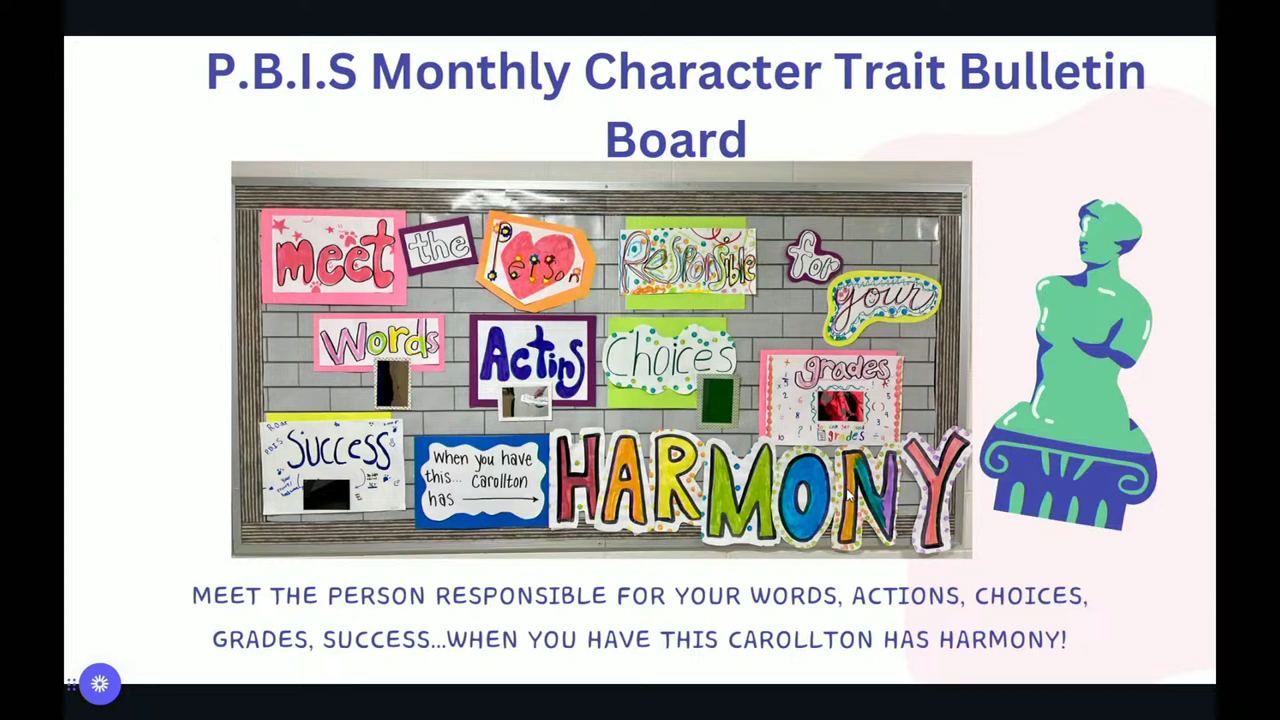 P.B.I.S Monthly Character Trait Bulletin
Board
meet the Person Responsible for
your
Words Actins Choices grades
Success
When you have
this... Carollton
has
HARMONY
grades
MEET THE PERSON RESPONSIBLE FOR YOUR WORDS, ACTIONS, CHOICES,
GRADES, SUCCESS...WHEN YOU HAVE THIS CAROLLTON HAS HARMONY!